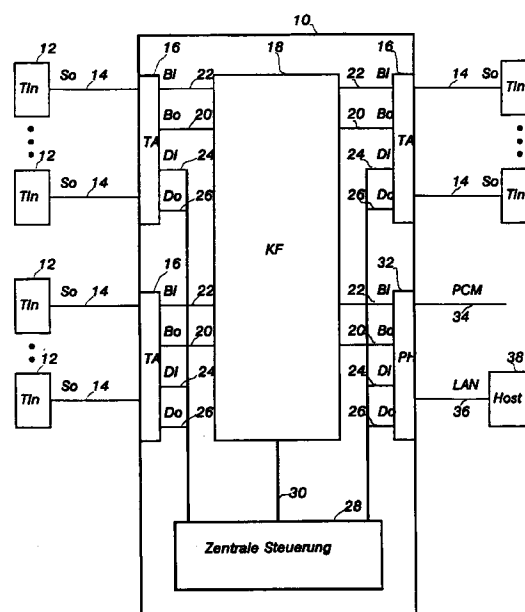 10
12 16 18 16
Tln So 14 BI 22 22 BI 14 So Tln
Bo 20 20 Bo
TA TA
DI 24 24 DI
12
Tln So 14 Do 26 26 Do 14 So Tln
KF
12 16 32
Tln So 14 BI 22 22 BI PCM
34
Bo 20 20 Bo
TA PH
DI 24 24 DI LAN 38
12
Tln So 14 Do 26 26 Do 36 Host
30 28
Zentrale Steuerung